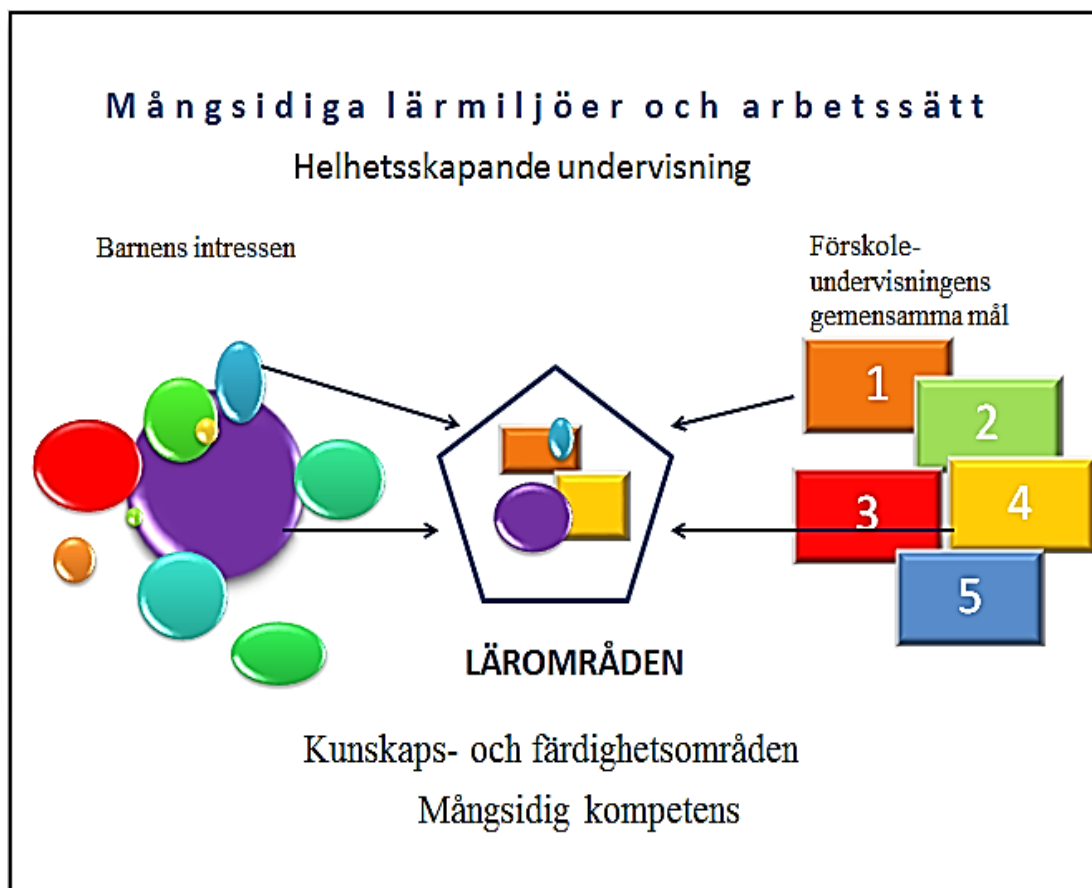 Mångsidiga lärmiljöer och arbetssätt
Helhetsskapande undervisning
Barnens intressen
Förskole-
undervisningens
gemensamma mål
1
2
3
4
5
LÄROMRÅDEN
Kunskaps- och färdighetsområden
Mångsidig kompetens